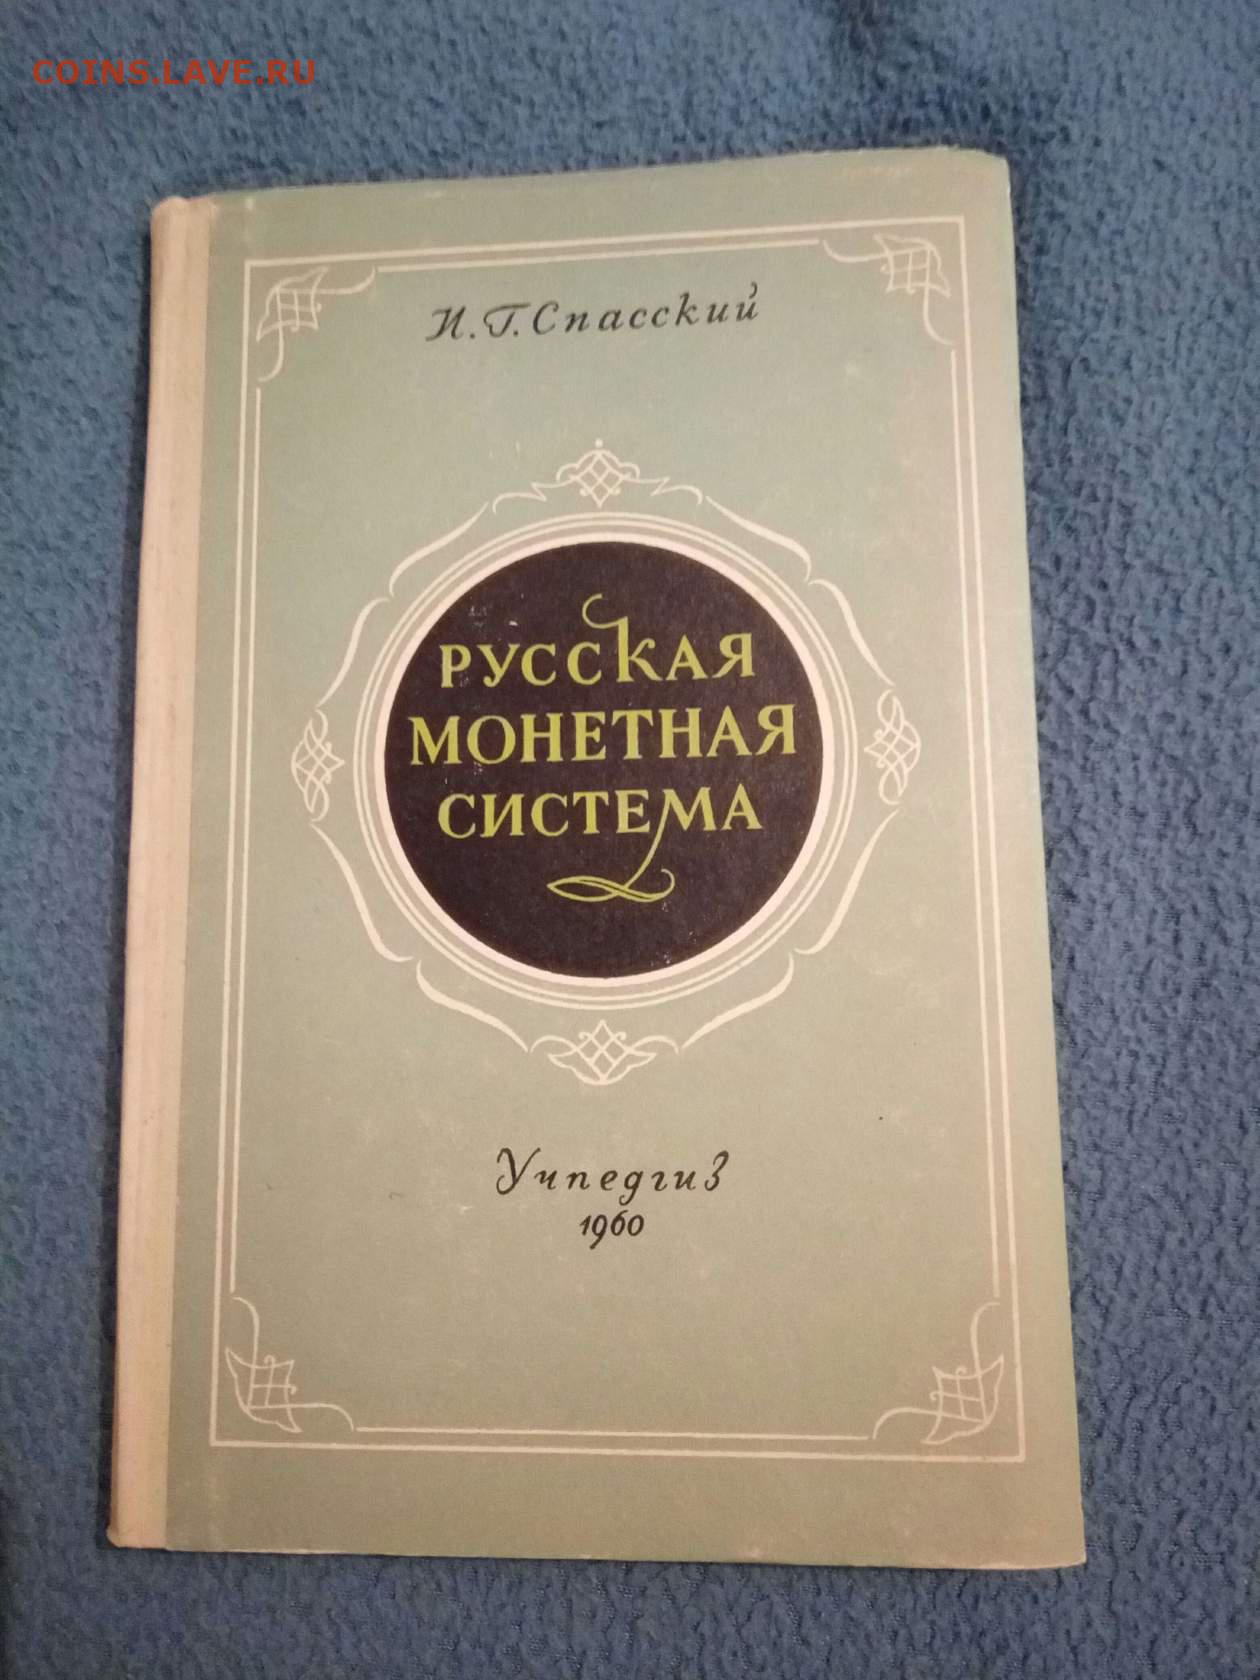 COINS.LAVE.RU
И. Г. Спасский
РУССКАЯ
МОНЕТНАЯ
СИСТЕМА
Учпедгиз
1960